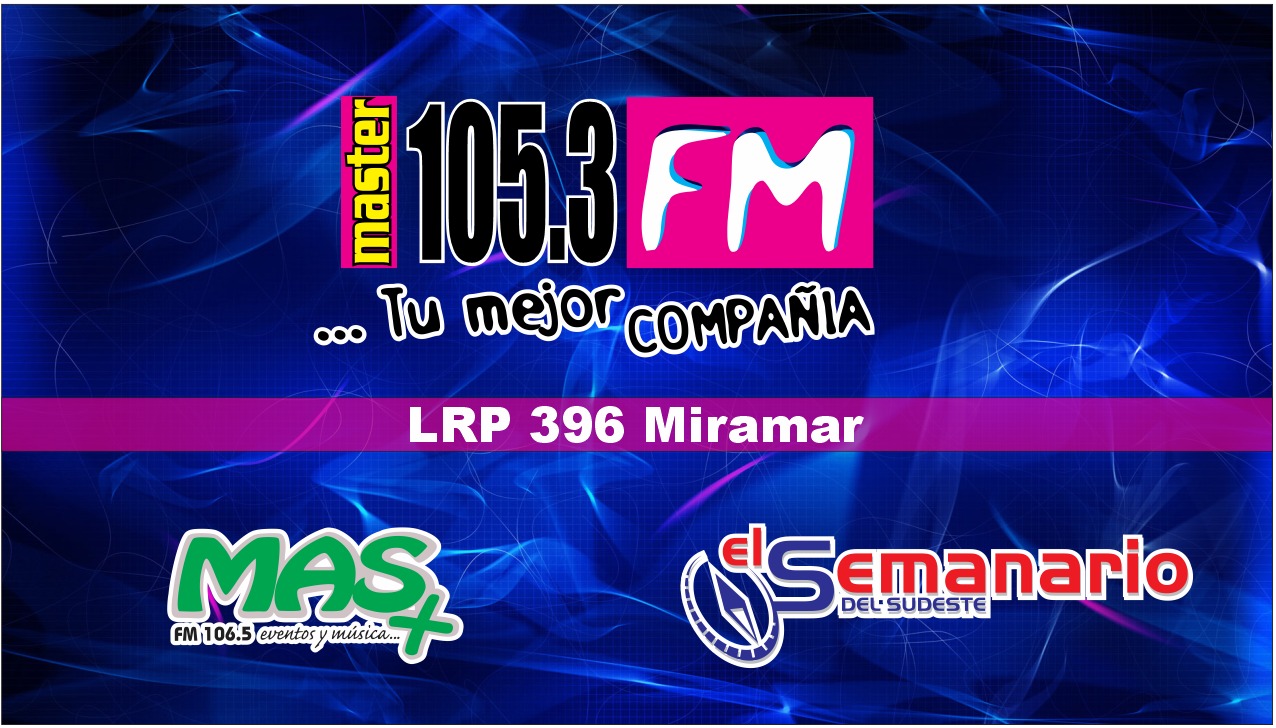 master 105.3 FM
... Tu mejor COMPAÑIA
LRP 396 Miramar
MAS+
FM 106.5 eventos y música...
el Semanario
DEL SUDESTE